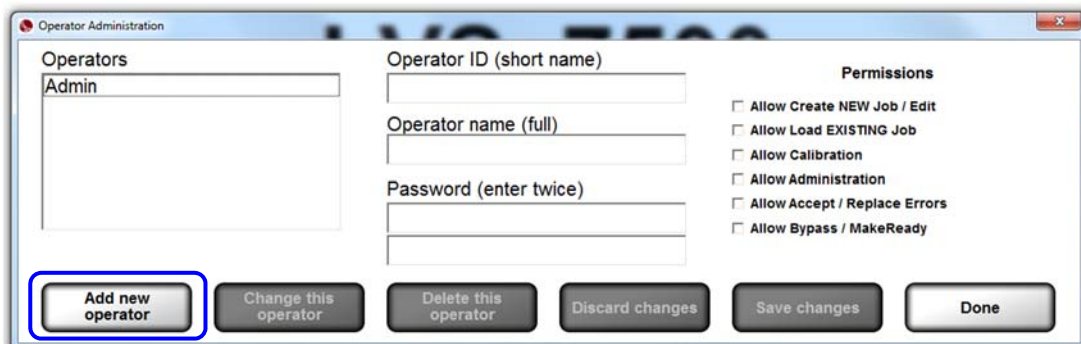 Operator Administration
Operators
Admin
Operator ID (short name)
Operator name (full)
Password (enter twice)
Permissions
Allow Create NEW Job / Edit
Allow Load EXISTING Job
Allow Calibration
Allow Administration
Allow Accept / Replace Errors
Allow Bypass / MakeReady
Add new
operator
Change this
operator
Delete this
operator
Discard changes
Save changes
Done